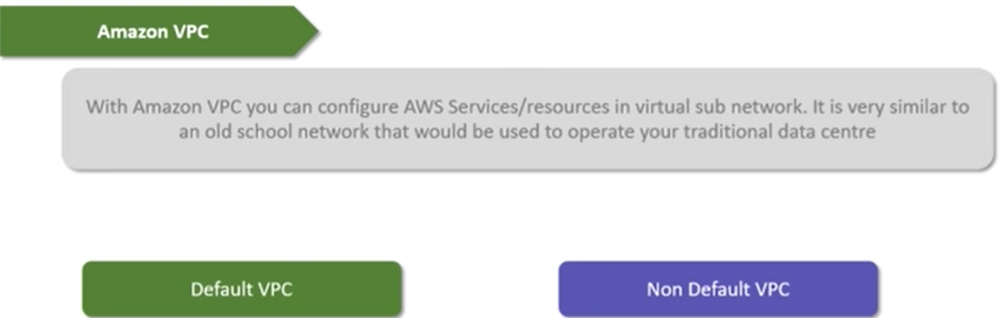 Amazon VPC
With Amazon VPC you can configure AWS Services/resources in virtual sub network. It is very similar to
an old school network that would be used to operate your traditional data centre
Default VPC
Non Default VPC